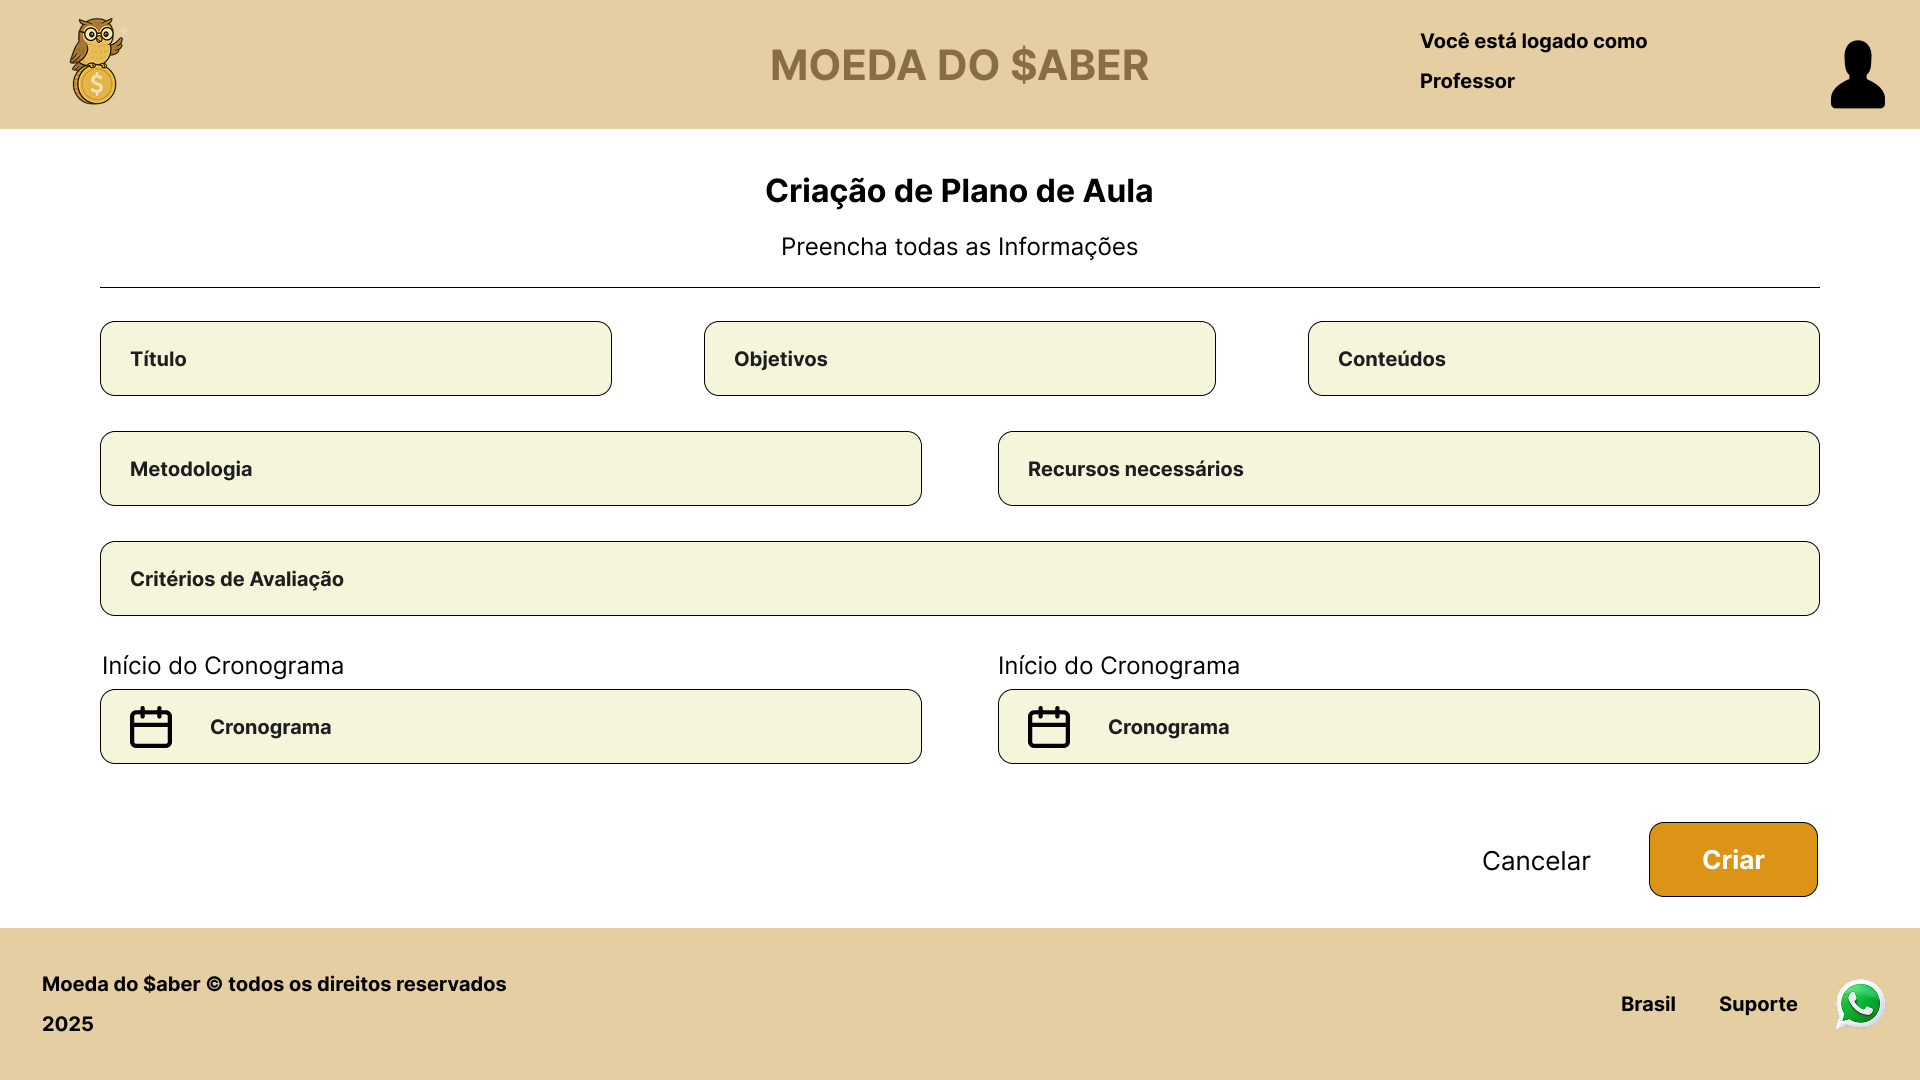 $
MOEDA DO $ABER
Você está logado como
Professor
Criação de Plano de Aula
Preencha todas as Informações
Título
Objetivos
Conteúdos
Metodologia
Recursos necessários
Critérios de Avaliação
Início do Cronograma
Início do Cronograma
Cronograma
Cronograma
Cancelar
Criar
Moeda do $aber © todos os direitos reservados
2025
Brasil
Suporte